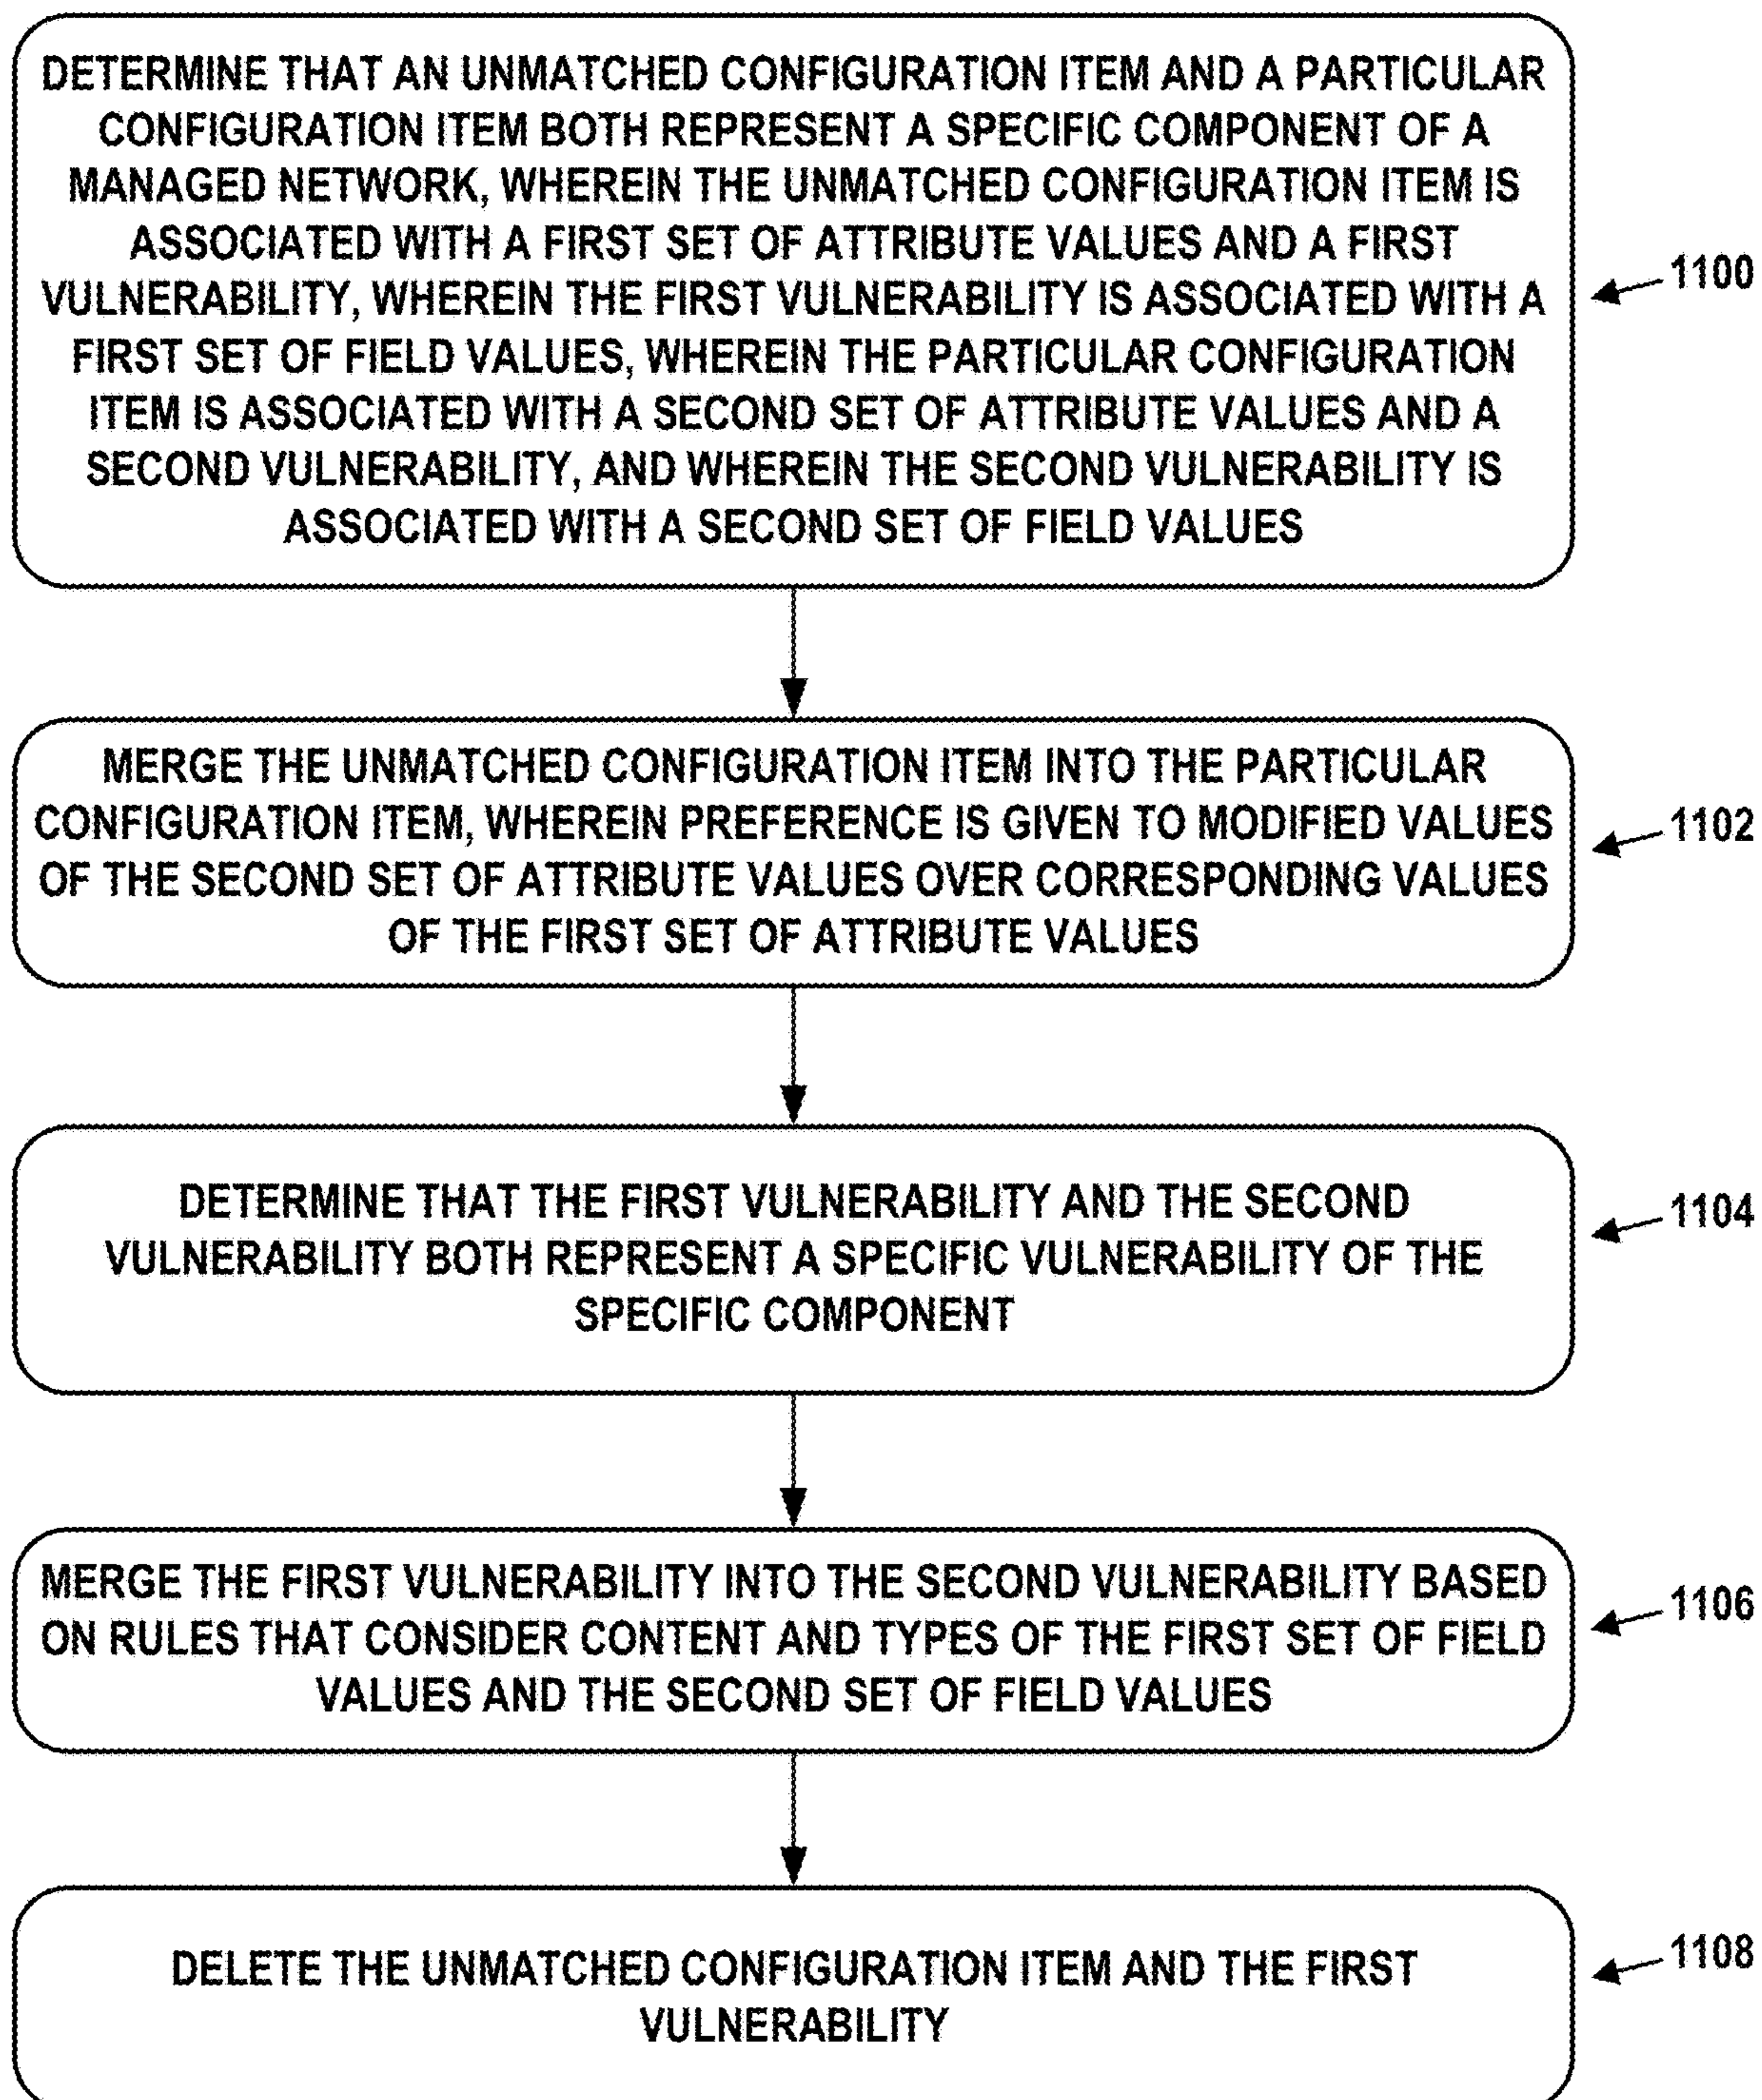 DETERMINE THAT AN UNMATCHED CONFIGURATION ITEM AND A PARTICULAR
CONFIGURATION ITEM BOTH REPRESENT A SPECIFIC COMPONENT OF A
MANAGED NETWORK, WHEREIN THE UNMATCHED CONFIGURATION ITEM IS
ASSOCIATED WITH A FIRST SET OF ATTRIBUTE VALUES AND A FIRST
VULNERABILITY, WHEREIN THE FIRST VULNERABILITY IS ASSOCIATED WITH A
FIRST SET OF FIELD VALUES, WHEREIN THE PARTICULAR CONFIGURATION
ITEM IS ASSOCIATED WITH A SECOND SET OF ATTRIBUTE VALUES AND A
SECOND VULNERABILITY, AND WHEREIN THE SECOND VULNERABILITY IS
ASSOCIATED WITH A SECOND SET OF FIELD VALUES
1100
MERGE THE UNMATCHED CONFIGURATION ITEM INTO THE PARTICULAR
CONFIGURATION ITEM, WHEREIN PREFERENCE IS GIVEN TO MODIFIED VALUES
OF THE SECOND SET OF ATTRIBUTE VALUES OVER CORRESPONDING VALUES
OF THE FIRST SET OF ATTRIBUTE VALUES
1102
DETERMINE THAT THE FIRST VULNERABILITY AND THE SECOND
VULNERABILITY BOTH REPRESENT A SPECIFIC VULNERABILITY OF THE
SPECIFIC COMPONENT
1104
MERGE THE FIRST VULNERABILITY INTO THE SECOND VULNERABILITY BASED
ON RULES THAT CONSIDER CONTENT AND TYPES OF THE FIRST SET OF FIELD
VALUES AND THE SECOND SET OF FIELD VALUES
1106
DELETE THE UNMATCHED CONFIGURATION ITEM AND THE FIRST
VULNERABILITY
1108